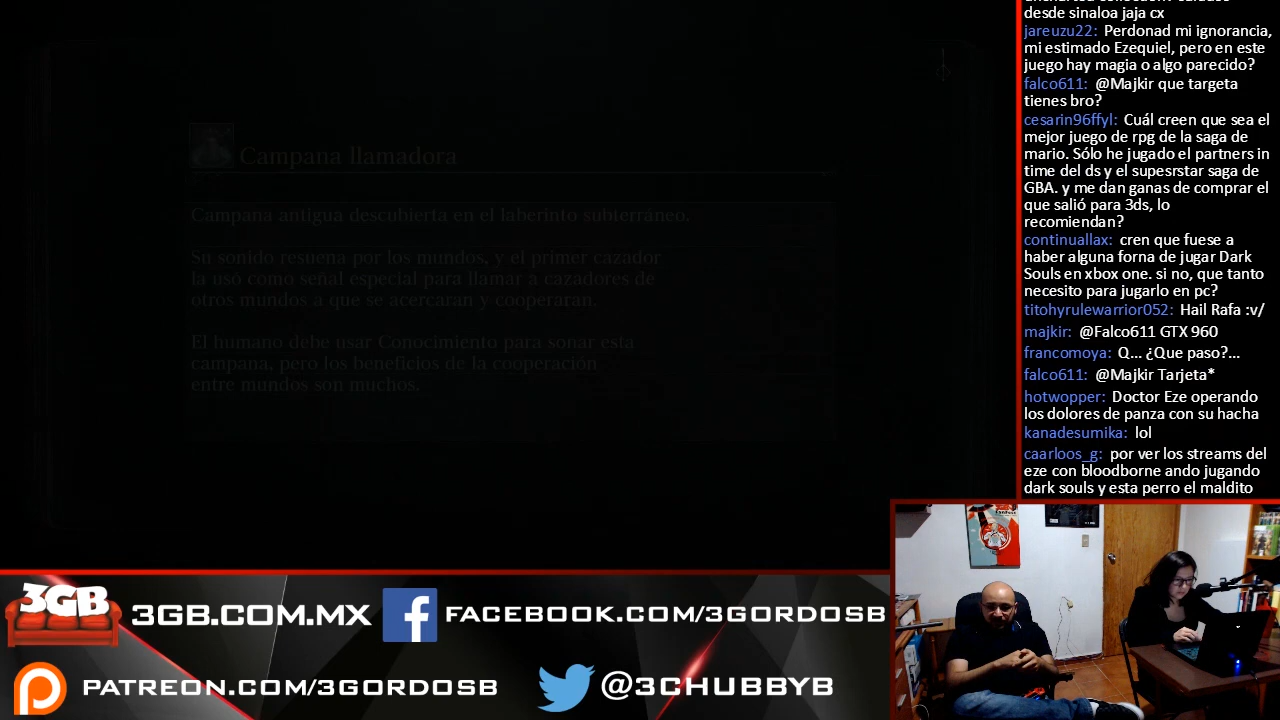 Campana llamadora
Campana antigua descubierta en el laberinto subterráneo.
Su sonido resuena por los mundos, y el primer cazador
la usó como señal especial para llamar a cazadores de
otros mundos a que se acercaran y cooperaran.
El humano debe usar Conocimiento para sonar esta
campana, pero los beneficios de la cooperación
entre mundos son muchos.
desde sinaloa jaja cx
jareuzu22: Perdonad mi ignorancia,
mi estimado Ezequiel, pero en este
juego hay magia o algo parecido?
falco611: @Majkir que targeta
tienes bro?
cesarin96ffyl: Cuál creen que sea el
mejor juego de rpg de la saga de
mario. Sólo he jugado el partners in
time del ds y el supesrstar saga de
GBA. y me dan ganas de comprar el
que salió para 3ds, lo
recomiendan?
continuallax: cren que fuese a
haber alguna forna de jugar Dark
Souls en xbox one. si no, que tanto
necesito para jugarlo en pc?
titohyrulewarrior052: Hail Rafa :v/
majkir: @Falco611 GTX 960
francomoya: Q... ¿Que paso?...
falco611: @Majkir Tarjeta*
hotwopper: Doctor Eze operando
los dolores de panza con su hacha
kanadesumika: lol
caarloos_g: por ver los streams del
eze con bloodborne ando jugando
dark souls y esta perro el maldito
3GB
3GB.COM.MX
f
FACEBOOK.COM/3GORDOSB
PATREON.COM/3GORDOSB
@3CHUBBYB